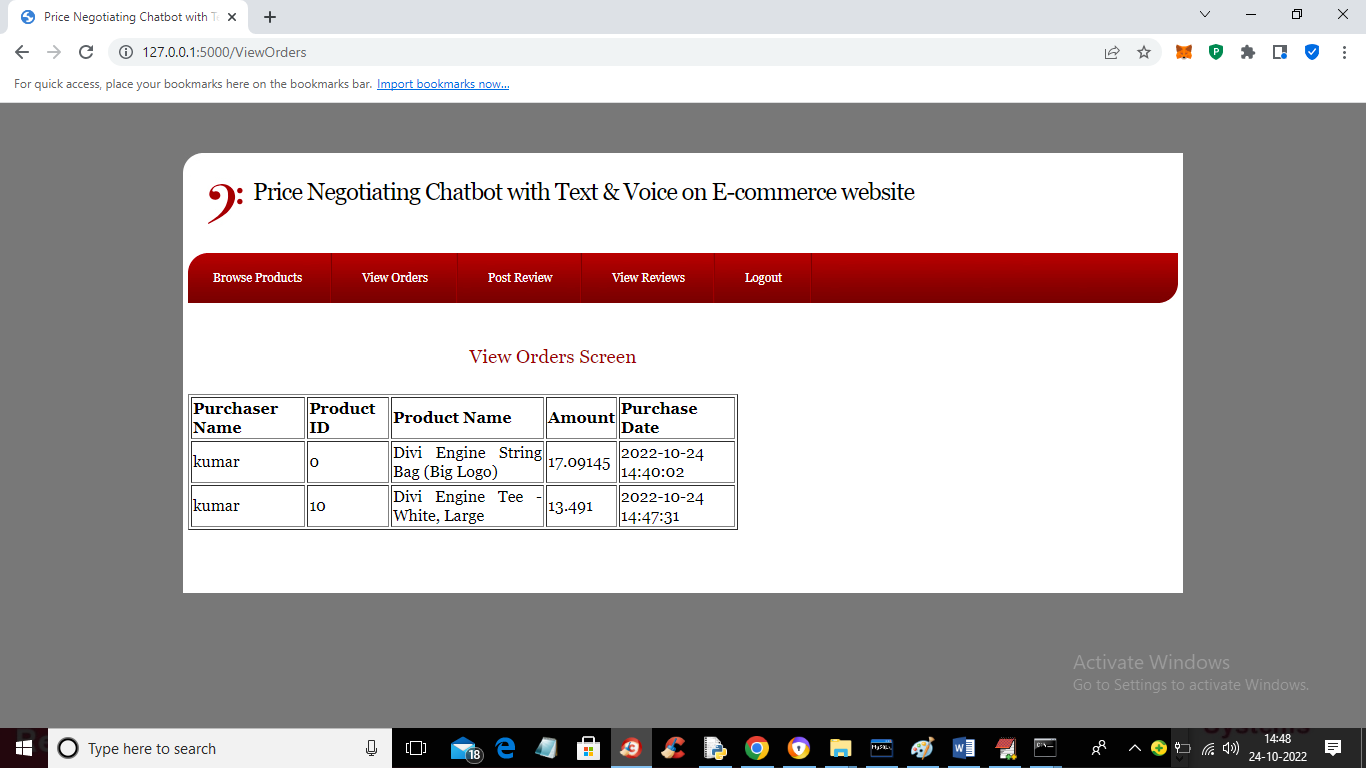 Price Negotiating Chatbot with T
127.0.0.1:5000/ViewOrders
For quick access, place your bookmarks here on the bookmarks bar. Import bookmarks now...
Price Negotiating Chatbot with Text & Voice on E-commerce website
Browse Products View Orders Post Review View Reviews Logout
View Orders Screen
Purchaser Name Product ID Product Name Amount Purchase Date
kumar 0 Divi Engine String Bag (Big Logo) 17.09145 2022-10-24 14:40:02
kumar 10 Divi Engine Tee - White, Large 13.491 2022-10-24 14:47:31
Activate Windows
Go to Settings to activate Windows.
Type here to search
18
14:48
24-10-2022